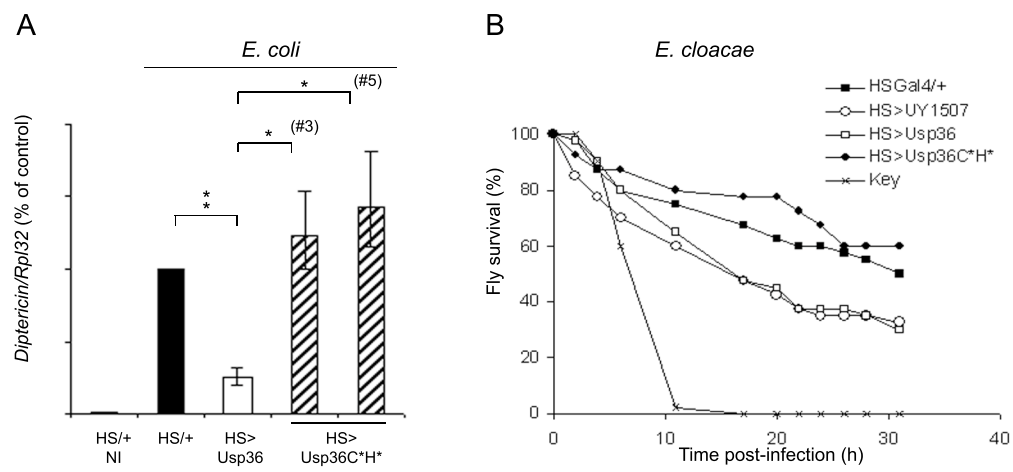 A
E. coli
(#5)
*
(#3)
*
*
*
Diptericin/Rpl32 (% of control)
HS/+
NI
HS/+
HS>
Usp36
HS>
Usp36C*H*
B
E. cloacae
HSGal4/+
HS>UY1507
HS>Usp36
HS>Usp36C*H*
Key
Fly survival (%)
100
80
60
40
20
0
0
10
20
30
40
Time post-infection (h)